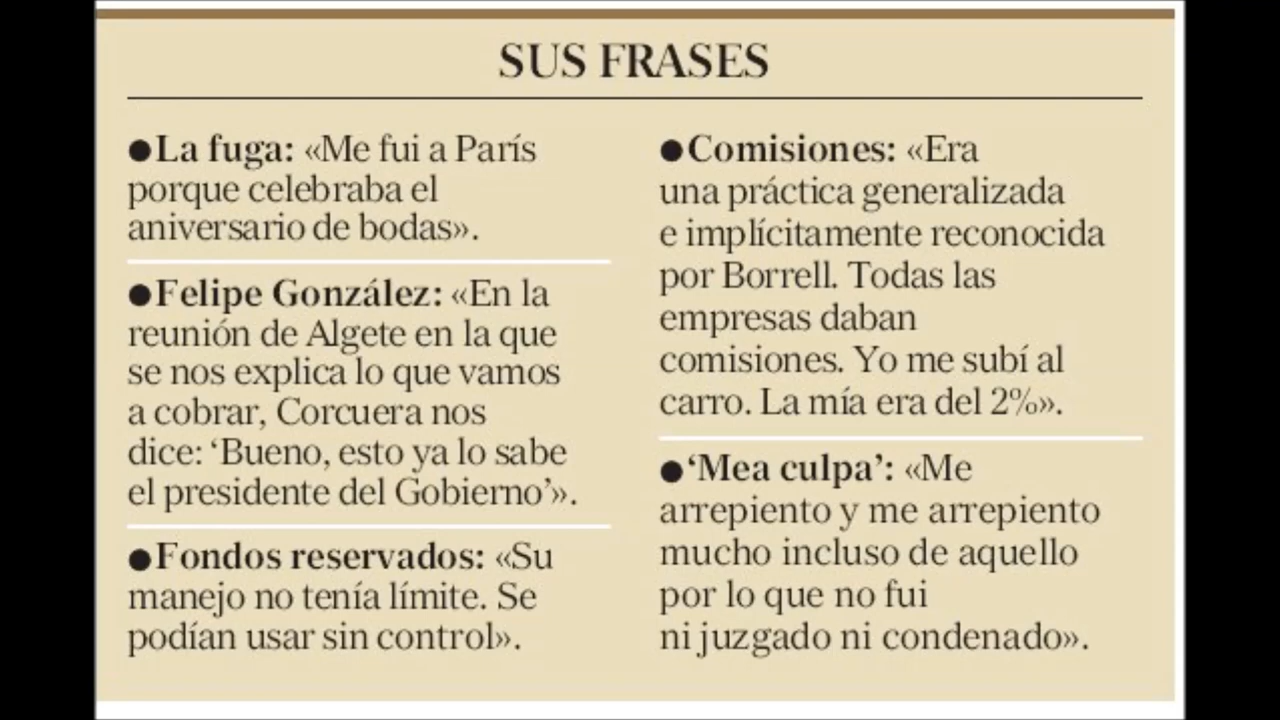 SUS FRASES
●La fuga: «Me fui a París
porque celebraba el
aniversario de bodas».
●Felipe González: «En la
reunión de Algete en la que
se nos explica lo que vamos
a cobrar, Corcuera nos
dice: ‘Bueno, esto ya lo sabe
el presidente del Gobierno’».
●Fondos reservados: «Su
manejo no tenía límite. Se
podían usar sin control».
●Comisiones: «Era
una práctica generalizada
e implícitamente reconocida
por Borrell. Todas las
empresas daban
comisiones. Yo me subí al
carro. La mía era del 2%».
●‘Mea culpa’: «Me
arrepiento y me arrepiento
mucho incluso de aquello
por lo que no fui
ni juzgado ni condenado».